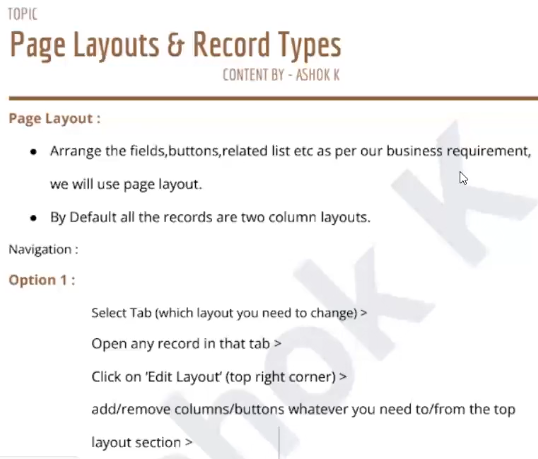 TOPIC
Page Layouts & Record Types
CONTENT BY - ASHOK K
Page Layout :
● Arrange the fields,buttons,related list etc as per our business requirement,
we will use page layout.
● By Default all the records are two column layouts.
Navigation :
Option 1 :
Select Tab (which layout you need to change) >
Open any record in that tab >
Click on ‘Edit Layout’ (top right corner) >
add/remove columns/buttons whatever you need to/from the top
layout section >
hok K